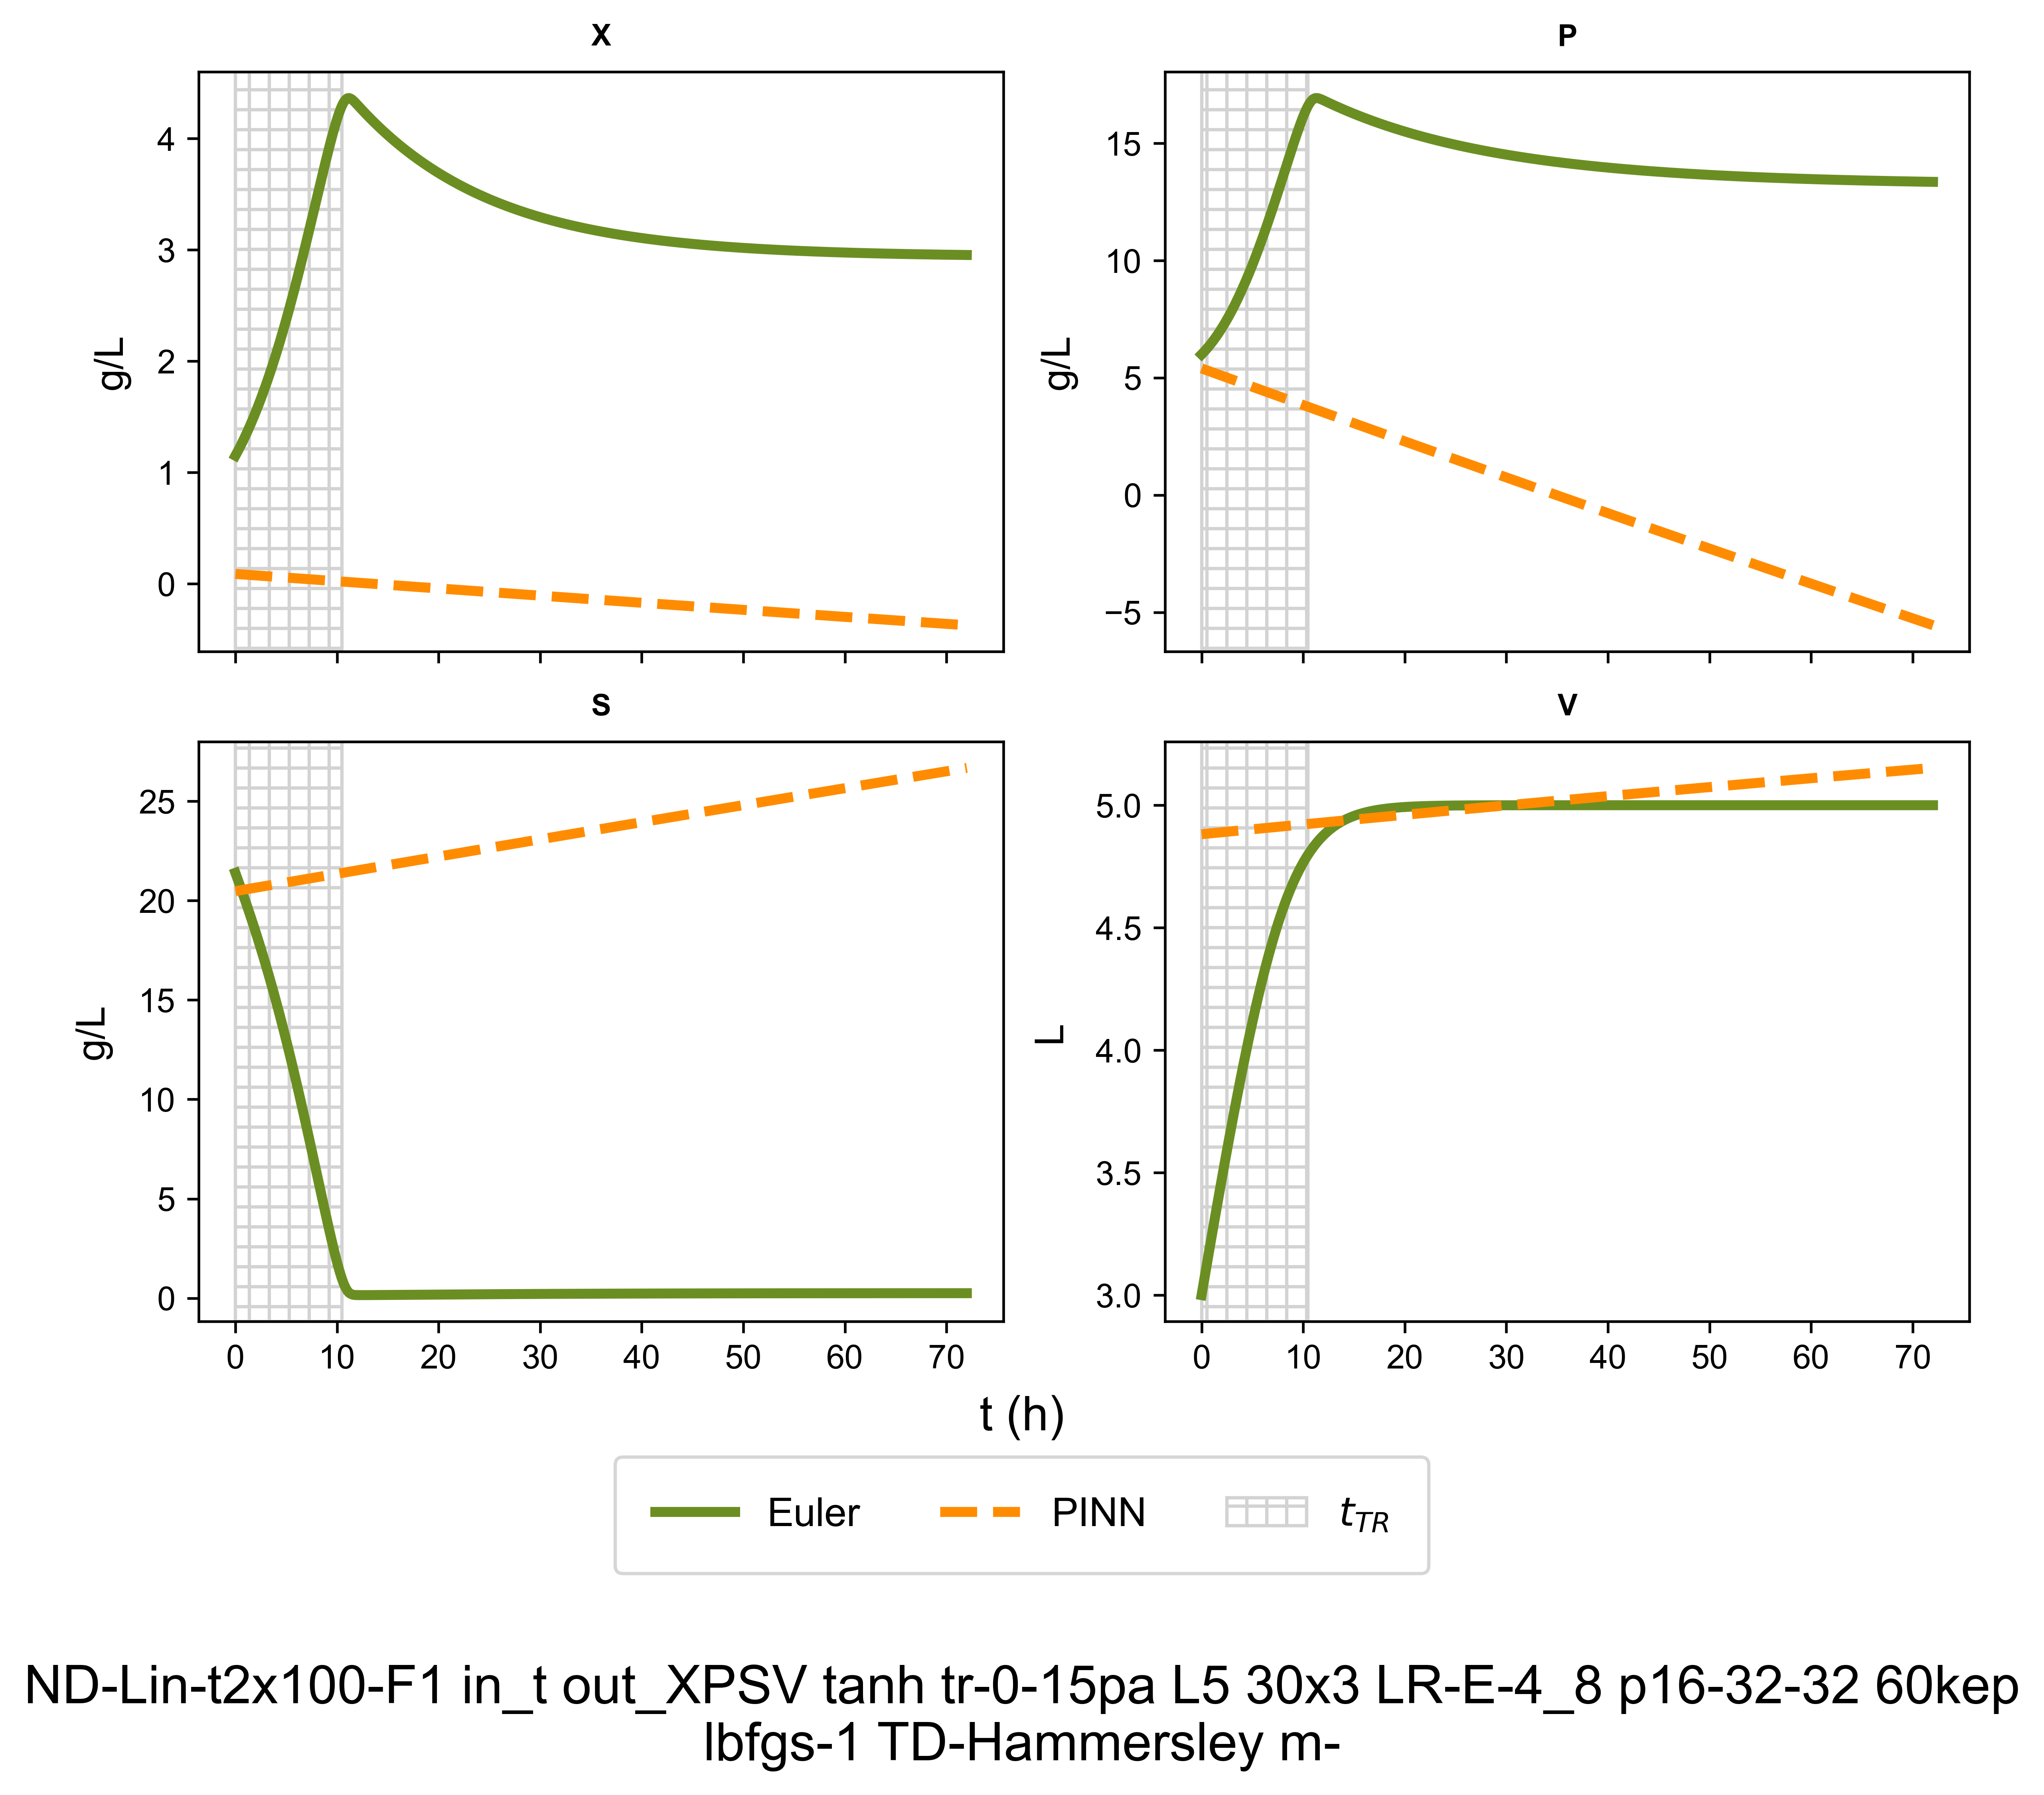 X
P
4
3
2
1
0
g/L
15
10
5
0
−5
g/L
S
V
25
20
15
10
5
0
g/L
5.0
4.5
4.0
3.5
3.0
L
0 10 20 30 40 50 60 70
0 10 20 30 40 50 60 70
t (h)
Euler PINN t_TR
ND-Lin-t2x100-F1 in_t out_XPSV tanh tr-0-15pa L5 30x3 LR-E-4_8 p16-32-32 60kep
lbfgs-1 TD-Hammersley m-